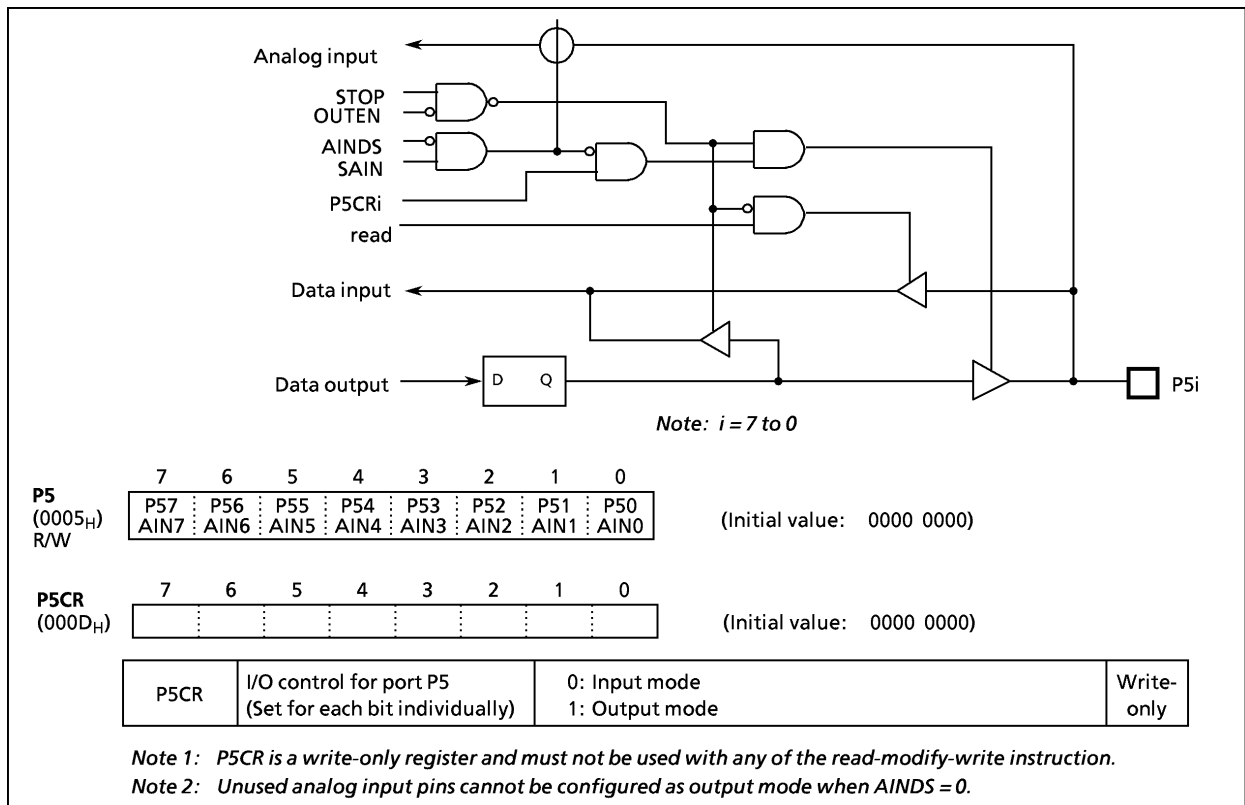 Analog input
STOP
OUTEN
AINDS
SAIN
P5CRi
read
Data input
Data output
D Q
P5i
Note: i = 7 to 0
7 6 5 4 3 2 1 0
P5
(0005H)
R/W
P57 P56 P55 P54 P53 P52 P51 P50
AIN7 AIN6 AIN5 AIN4 AIN3 AIN2 AIN1 AIN0
(Initial value: 0000 0000)
7 6 5 4 3 2 1 0
P5CR
(000DH)
(Initial value: 0000 0000)
P5CR
I/O control for port P5
(Set for each bit individually)
0: Input mode
1: Output mode
Write-
only
Note 1: P5CR is a write-only register and must not be used with any of the read-modify-write instruction.
Note 2: Unused analog input pins cannot be configured as output mode when AINDS = 0.